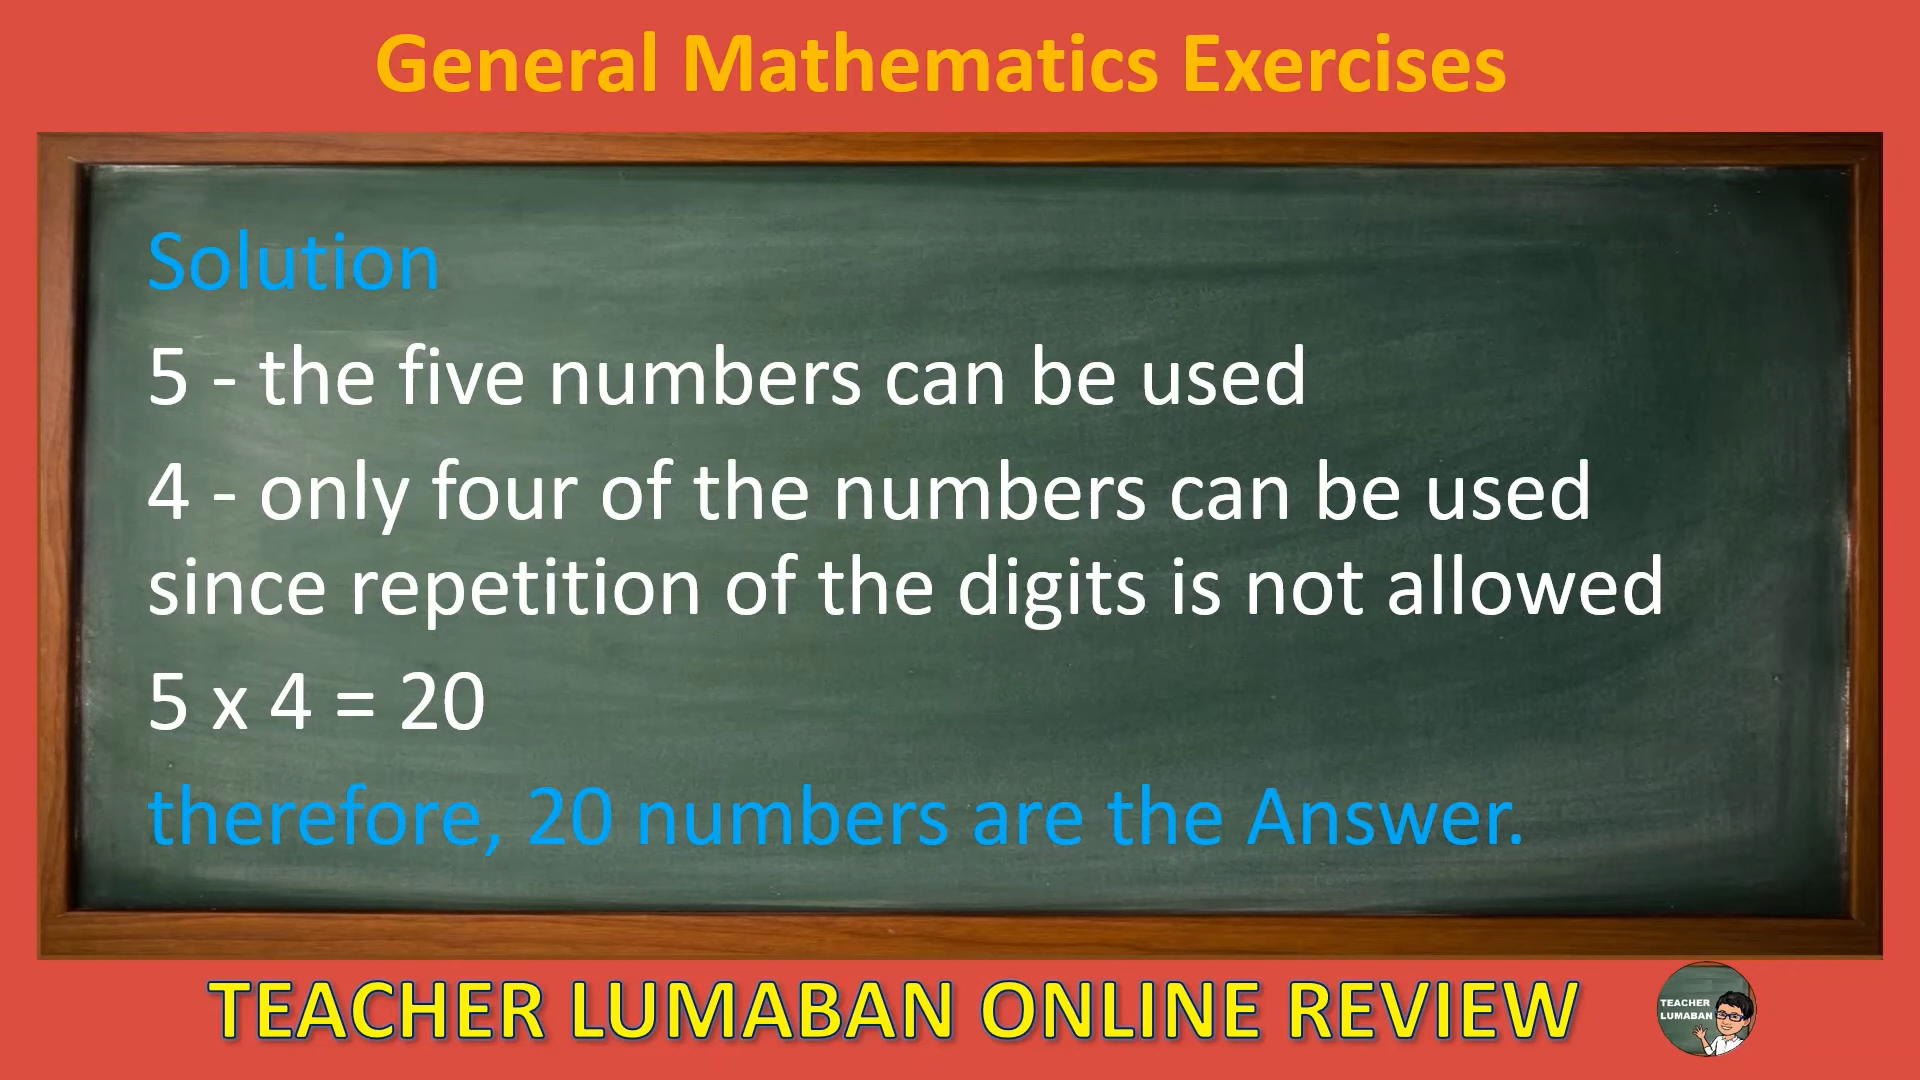 General Mathematics Exercises
Solution
5 - the five numbers can be used
4 - only four of the numbers can be used
since repetition of the digits is not allowed
5 x 4 = 20
therefore, 20 numbers are the Answer.
TEACHER LUMABAN ONLINE REVIEW
TEACHER
LUMABAN